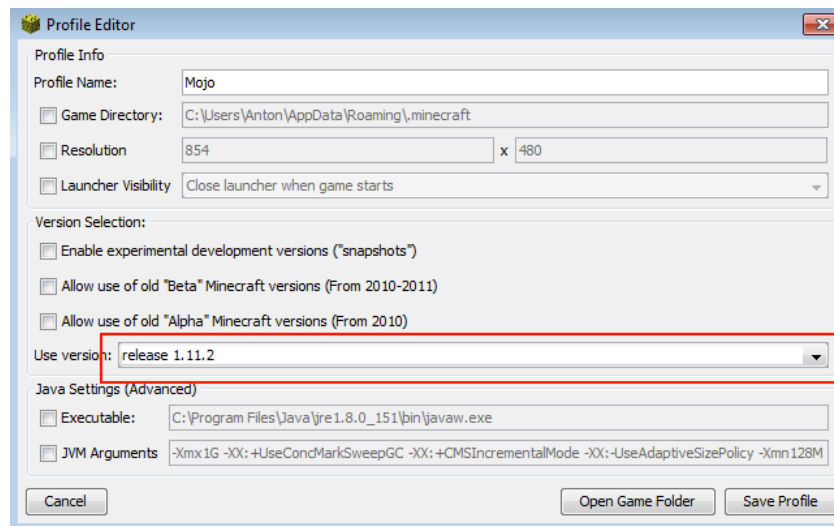 Profile Editor
Profile Info
Profile Name: Mojo
Game Directory: C:\Users\Anton\AppData\Roaming\.minecraft
Resolution 854 x 480
Launcher Visibility Close launcher when game starts
Version Selection:
Enable experimental development versions ("snapshots")
Allow use of old "Beta" Minecraft versions (From 2010-2011)
Allow use of old "Alpha" Minecraft versions (From 2010)
Use version: release 1.11.2
Java Settings (Advanced)
Executable: C:\Program Files\Java\jre1.8.0_151\bin\javaw.exe
JVM Arguments -Xmx1G -XX:+UseConcMarkSweepGC -XX:+CMSIncrementalMode -XX:-UseAdaptiveSizePolicy -Xmn128M
Cancel Open Game Folder Save Profile